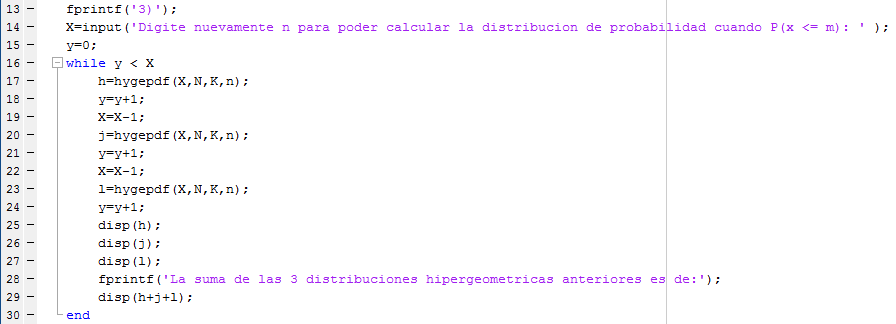 13 - fprintf('3)');
14 - X=input('Digite nuevamente n para poder calcular la distribucion de probabilidad cuando P(x <= m): ' );
15 - y=0;
16 - while y < X
17 - h=hygepdf(X,N,K,n);
18 - y=y+1;
19 - X=X-1;
20 - j=hygepdf(X,N,K,n);
21 - y=y+1;
22 - X=X-1;
23 - l=hygepdf(X,N,K,n);
24 - y=y+1;
25 - disp(h);
26 - disp(j);
27 - disp(l);
28 - fprintf('La suma de las 3 distribuciones hipergeometricas anteriores es de:');
29 - disp(h+j+l);
30 - end